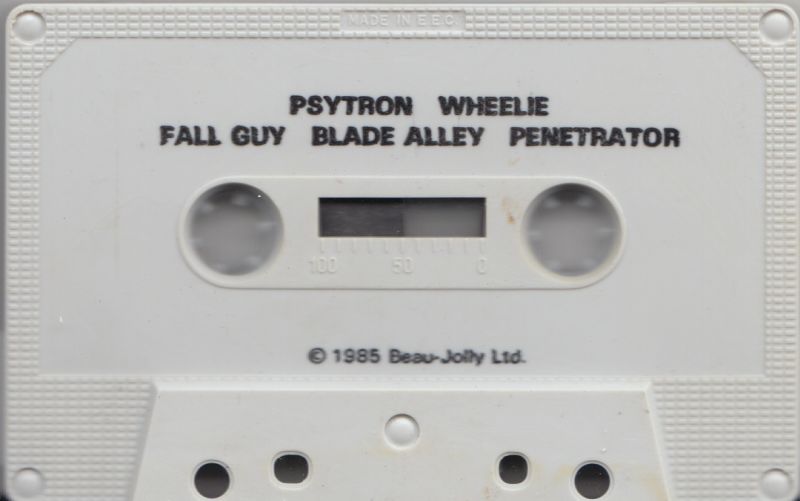 MADE IN E.E.C.
PSYTRON WHEELIE
FALL GUY BLADE ALLEY PENETRATOR
100 50 0
© 1985 Beau-Jolly Ltd.